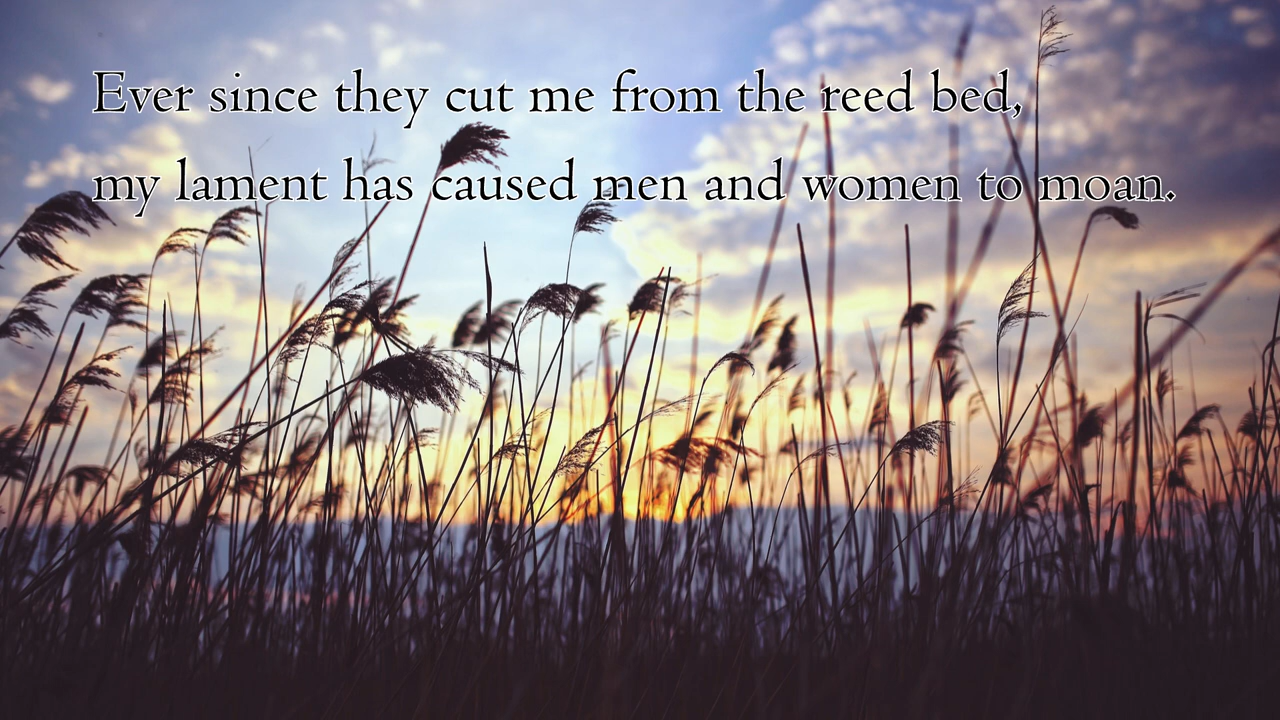 Ever since they cut me from the reed bed,
my lament has caused men and women to moan.